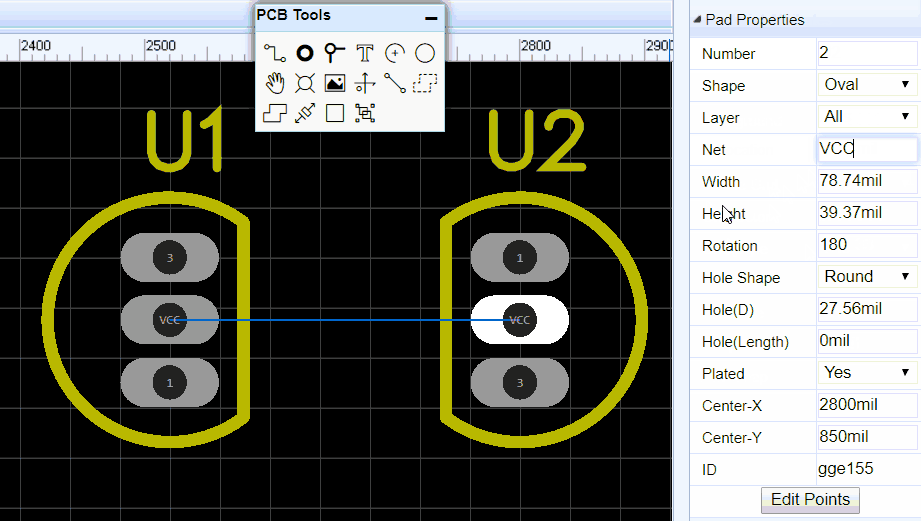 PCB Tools
2400 2500 2800 2900
U1 U2
3
VCC
1
1
VCC
3
Pad Properties
Number 2
Shape Oval
Layer All
Net VCC
Width 78.74mil
Height 39.37mil
Rotation 180
Hole Shape Round
Hole(D) 27.56mil
Hole(Length) 0mil
Plated Yes
Center-X 2800mil
Center-Y 850mil
ID gge155
Edit Points